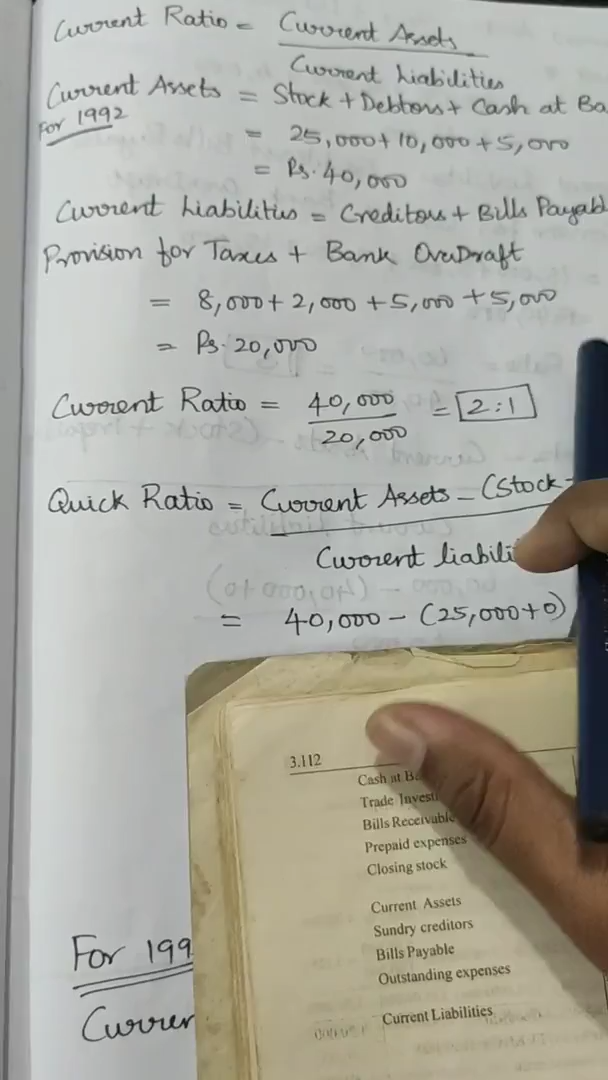 Current Ratio = Current Assets
Current Liabilities
Current Assets = Stock + Debtors + Cash at Ba
For 1992
= 25,000 + 10,000 + 5,000
= Rs. 40,000
Current Liabilities = Creditors + Bills Payabl
Provision for Taxes + Bank OverDraft
= 8,000 + 2,000 + 5,000 + 5,000
= Rs. 20,000
Current Ratio = 40,000 / 20,000 = 2:1
Quick Ratio = Current Assets - (Stock
Current liabili
= 40,000 - (25,000+0)
3.112
Cash at B
Trade Invest
Bills Receivable
Prepaid expenses
Closing stock
Current Assets
Sundry creditors
Bills Payable
Outstanding expenses
Current Liabilities
For 199
Curren